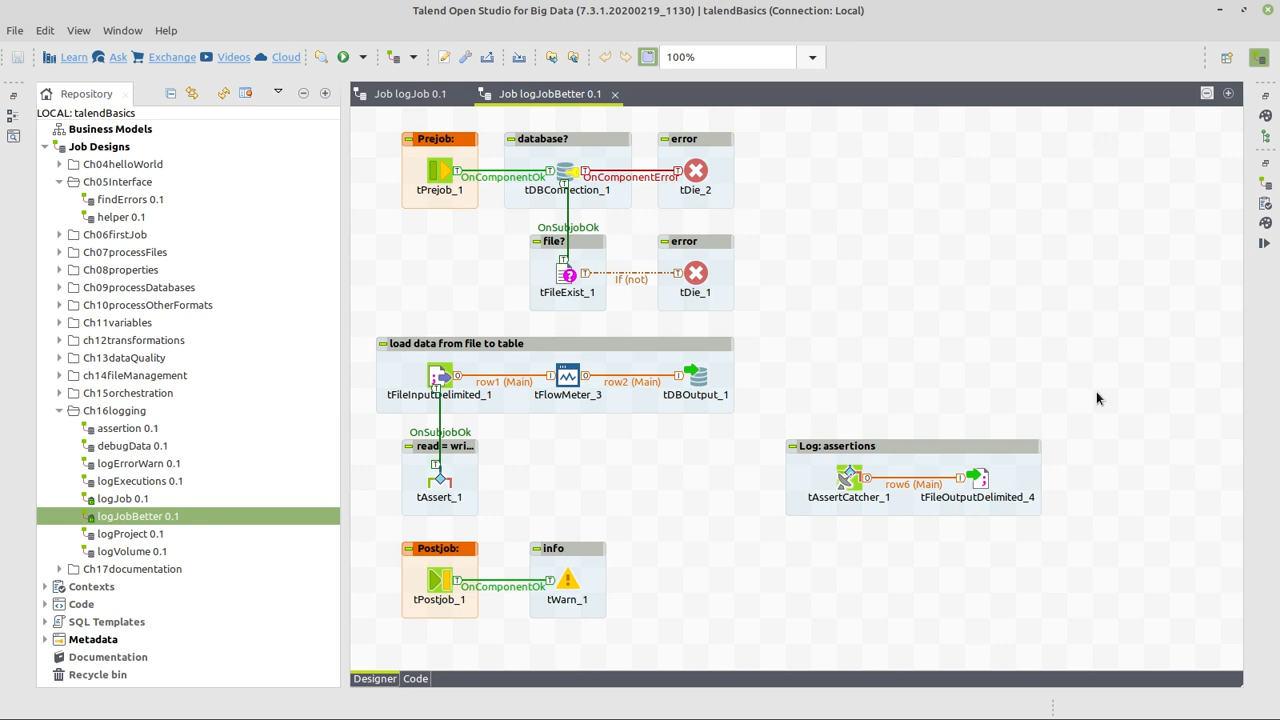 Talend Open Studio for Big Data (7.3.1.20200219_1130) | talendBasics (Connection: Local)
File Edit View Window Help
Learn Ask Exchange Videos Cloud 100%
Repository
LOCAL: talendBasics
Business Models
Job Designs
Ch04helloWorld
Ch05Interface
findErrors 0.1
helper 0.1
Ch06firstJob
Ch07processFiles
Ch08properties
Ch09processDatabases
Ch10processOtherFormats
Ch11variables
ch12transformations
Ch13dataQuality
ch14fileManagement
Ch15orchestration
Ch16logging
assertion 0.1
debugData 0.1
logErrorWarn 0.1
logExecutions 0.1
logJob 0.1
logJobBetter 0.1
logProject 0.1
logVolume 0.1
Ch17documentation
Contexts
Code
SQL Templates
Metadata
Documentation
Recycle bin
Job logJob 0.1 Job logJobBetter 0.1
Prejob: database? error
OnComponentOk OnComponentError
tPrejob_1 tDBConnection_1 tDie_2
OnSubjobOk
file? error
If (not)
tFileExist_1 tDie_1
load data from file to table
row1 (Main) row2 (Main)
tFileInputDelimited_1 tFlowMeter_3 tDBOutput_1
OnSubjobOk
read = wri... Log: assertions
row6 (Main)
tAssert_1 tAssertCatcher_1 tFileOutputDelimited_4
Postjob: info
OnComponentOk
tPostjob_1 tWarn_1
Designer Code